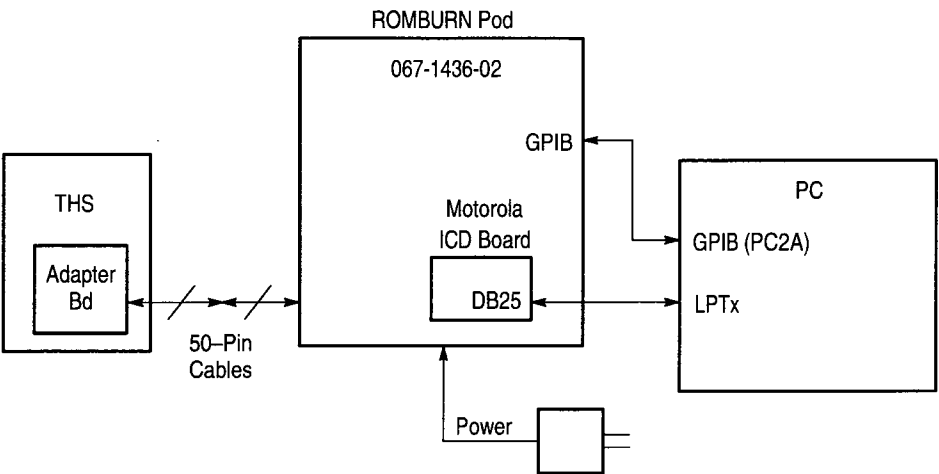 ROMBURN Pod
067-1436-02
GPIB
THS
Adapter
Bd
50–Pin
Cables
Motorola
ICD Board
DB25
PC
GPIB (PC2A)
LPTx
Power